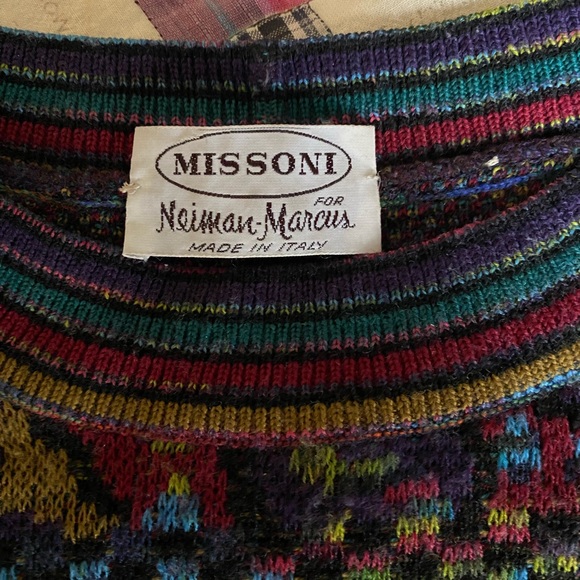 MISSONI
FOR
Neiman-Marcus
MADE IN ITALY